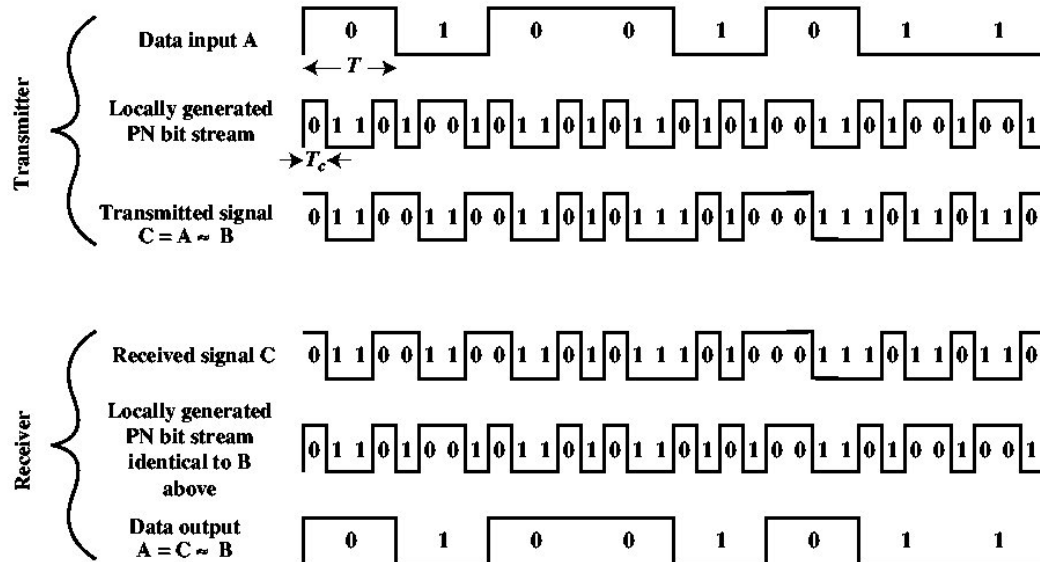 Transmitter
Data input A
0 1 0 0 1 0 1 1
T
Locally generated
PN bit stream
0 1 1 0 1 0 0 1 0 1 1 0 1 0 1 1 0 1 0 1 0 0 1 1 0 1 0 0 1 0 0 1
Tc
Transmitted signal
C = A ≈ B
0 1 1 0 0 1 1 0 0 1 1 0 1 0 1 1 1 0 1 0 0 0 1 1 1 0 1 1 0 1 1 0
Receiver
Received signal C
0 1 1 0 0 1 1 0 0 1 1 0 1 0 1 1 1 0 1 0 0 0 1 1 1 0 1 1 0 1 1 0
Locally generated
PN bit stream
identical to B
above
0 1 1 0 1 0 0 1 0 1 1 0 1 0 1 1 0 1 0 1 0 0 1 1 0 1 0 0 1 0 0 1
Data output
A = C ≈ B
0 1 0 0 1 0 1 1